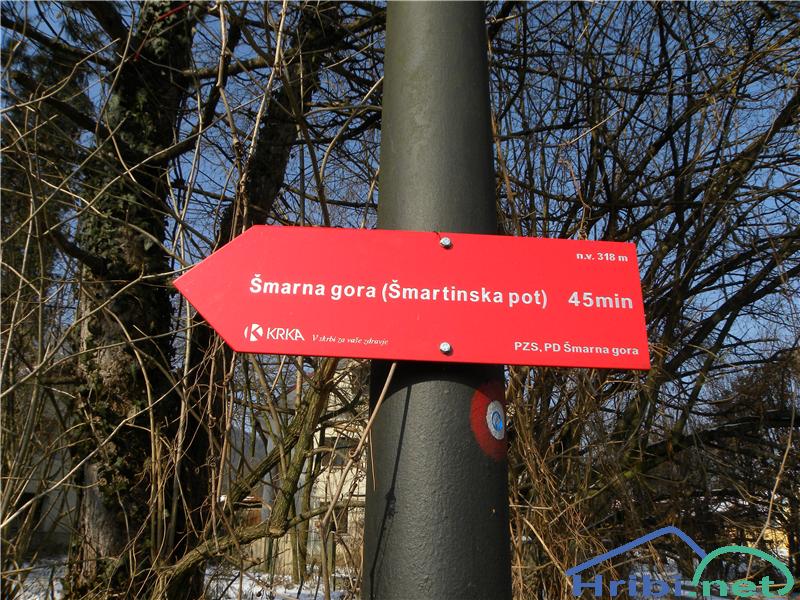 n.v. 318 m
Šmarna gora (Šmartinska pot) 45min
KRKA V skrbi za vaše zdravje
PZS, PD Šmarna gora
Hribi.net